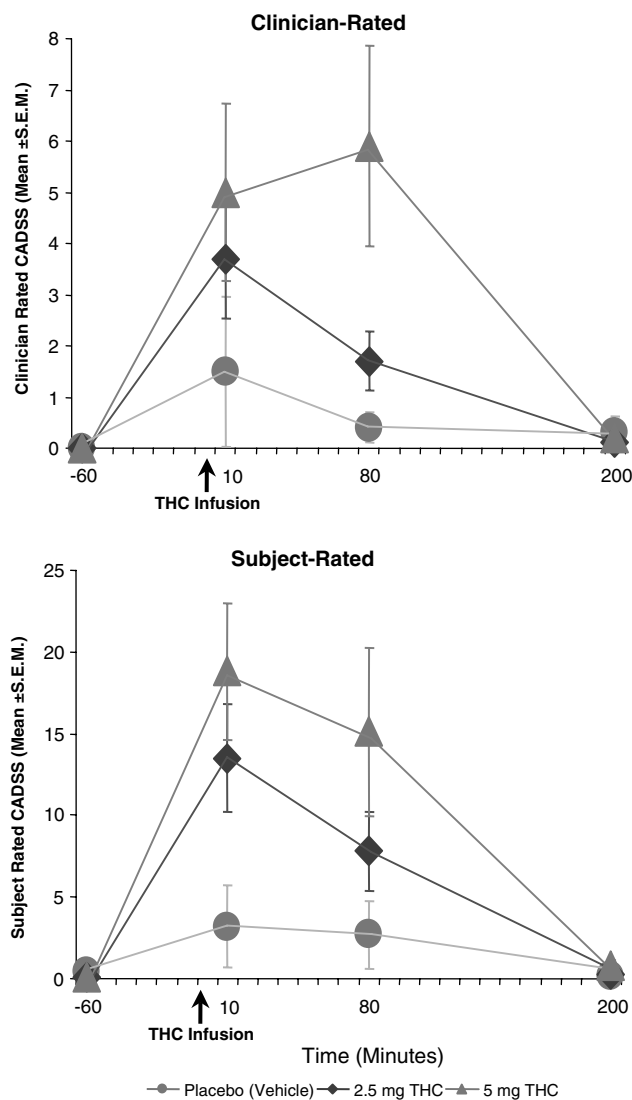 Clinician-Rated
Clinician Rated CADSS (Mean ±S.E.M.)
8
7
6
5
4
3
2
1
0
-60
10
80
200
THC Infusion
Subject-Rated
Subject Rated CADSS (Mean ±S.E.M.)
25
20
15
10
5
0
-60
10
80
200
THC Infusion
Time (Minutes)
Placebo (Vehicle) 2.5 mg THC 5 mg THC